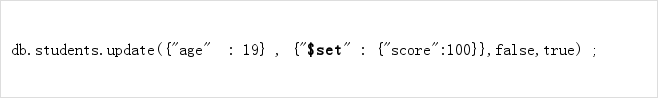 db.students.update({"age"  : 19} , {"$set" : {"score":100}},false,true) ;